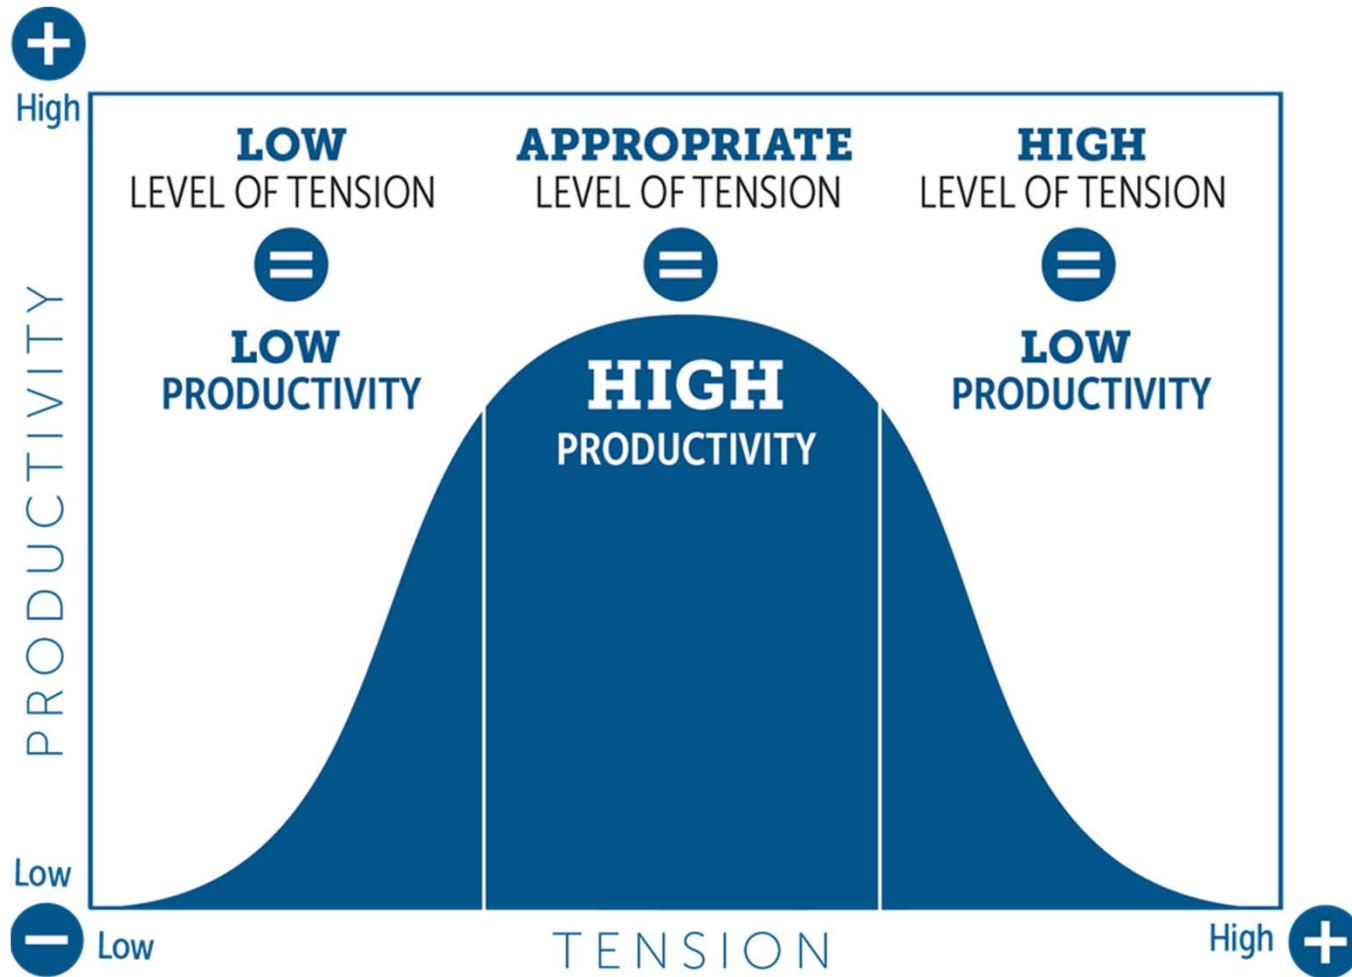 High
LOW
LEVEL OF TENSION
=
LOW
PRODUCTIVITY
APPROPRIATE
LEVEL OF TENSION
=
HIGH
PRODUCTIVITY
HIGH
LEVEL OF TENSION
=
LOW
PRODUCTIVITY
PRODUCTIVITY
Low
Low
TENSION
High
+
−
+